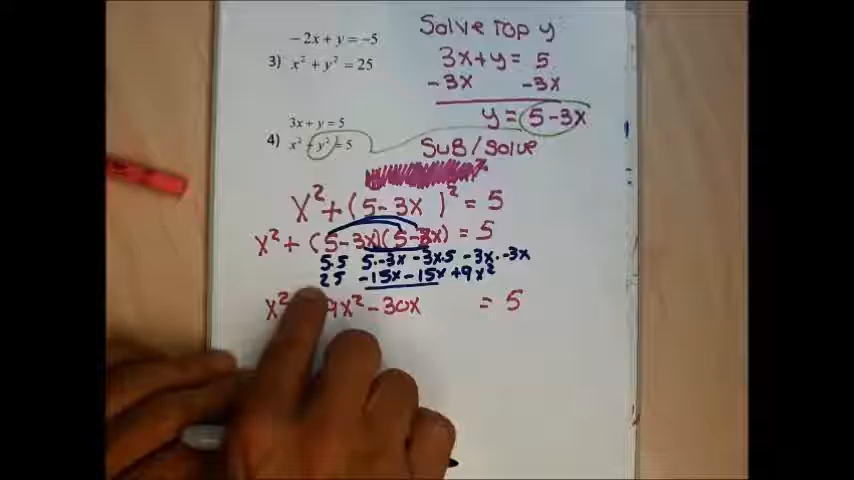 -2x + y = -5
3) x² + y² = 25
3x + y = 5
4) x² + y² = 5
Solve Top y
3x + y = 5
-3x -3x
y = 5 - 3x
Sub/Solve
x² + (5 - 3x )² = 5
x² + (5 - 3x)(5 - 3x) = 5
5·5 5·-3x -3x·5 -3x·-3x
25 -15x -15x +9x²
x² 9x² - 30x = 5